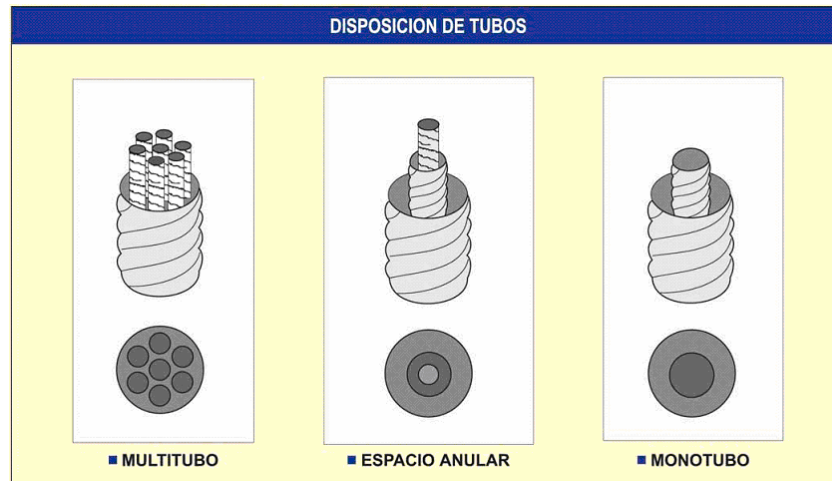 DISPOSICION DE TUBOS
MULTITUBO
ESPACIO ANULAR
MONOTUBO